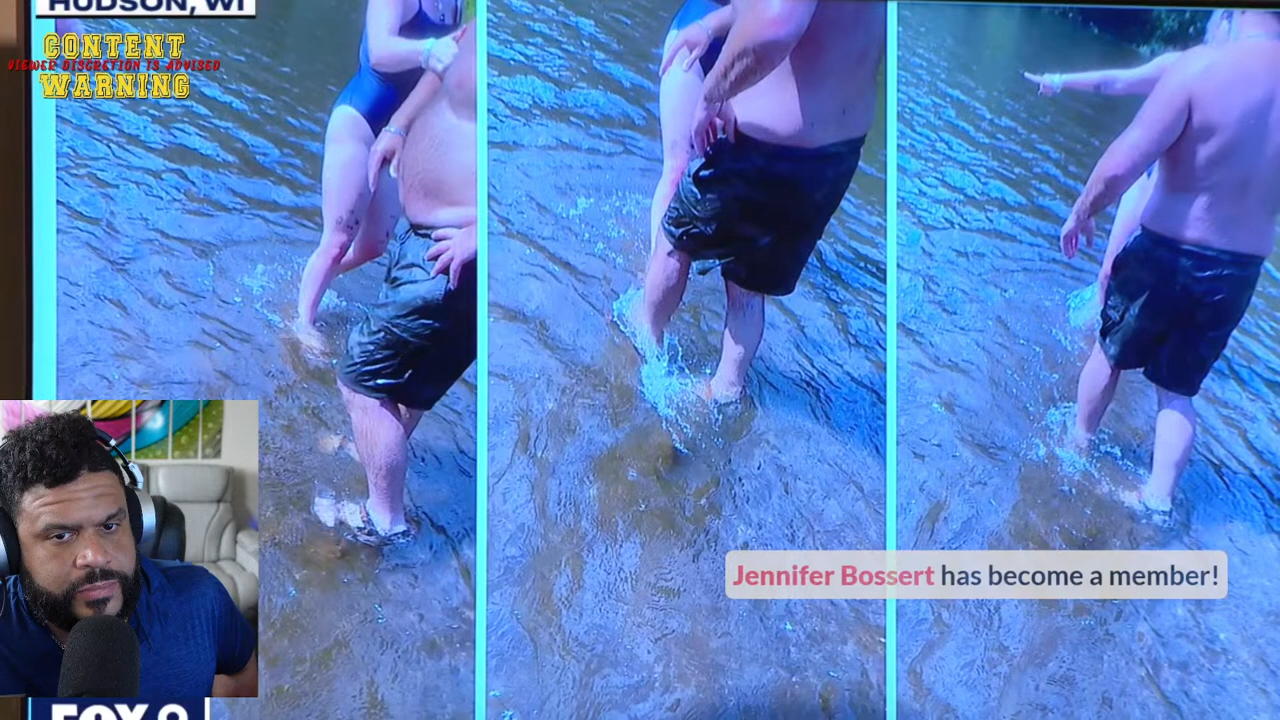 HUDSON, WI
CONTENT
VIEWER DISCRETION IS ADVISED
WARNING
Jennifer Bossert has become a member!
FOX 9